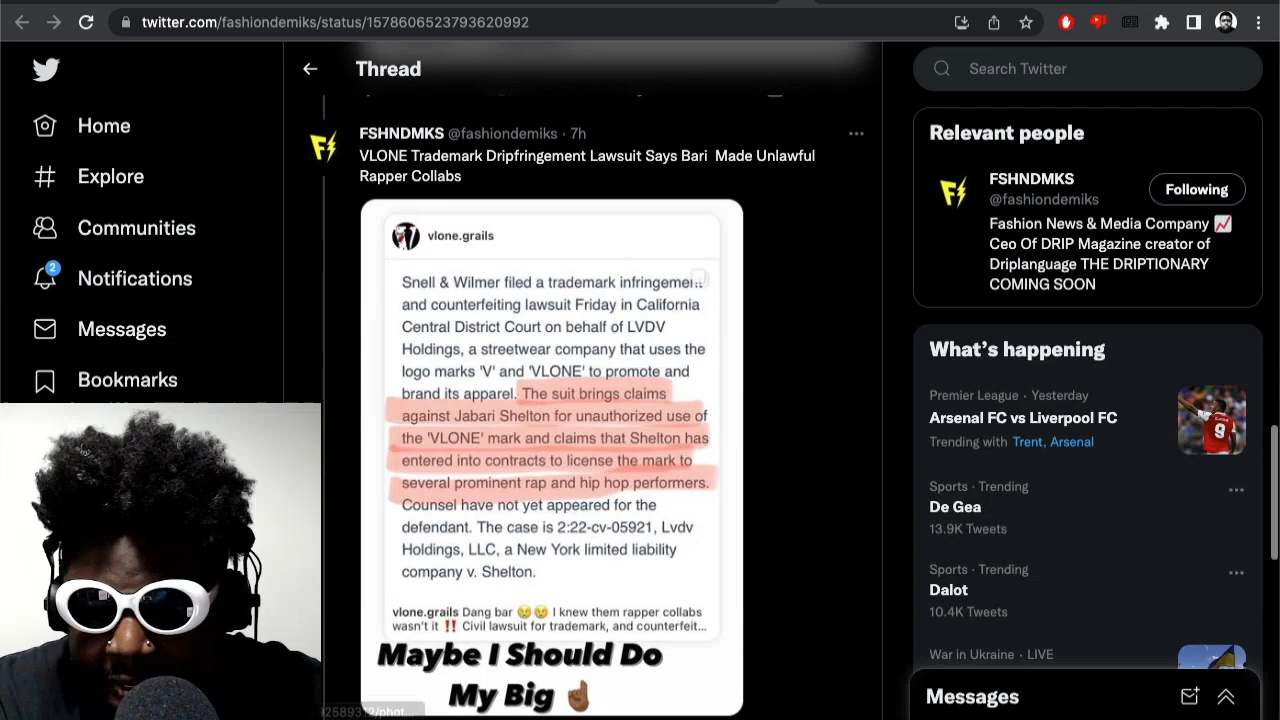 twitter.com/fashiondemiks/status/1578606523793620992
Home
Explore
Communities
2
Notifications
Messages
Bookmarks
Thread
FSHNDMKS @fashiondemiks · 7h
VLONE Trademark Dripfringement Lawsuit Says Bari Made Unlawful
Rapper Collabs
vlone.grails
Snell & Wilmer filed a trademark infringement
and counterfeiting lawsuit Friday in California
Central District Court on behalf of LVDV
Holdings, a streetwear company that uses the
logo marks 'V' and 'VLONE' to promote and
brand its apparel. The suit brings claims
against Jabari Shelton for unauthorized use of
the 'VLONE' mark and claims that Shelton has
entered into contracts to license the mark to
several prominent rap and hip hop performers.
Counsel have not yet appeared for the
defendant. The case is 2:22-cv-05921, Lvdv
Holdings, LLC, a New York limited liability
company v. Shelton.
vlone.grails Dang bar 😢😢 I knew them rapper collabs
wasn't it ‼️ Civil lawsuit for trademark, and counterfeit...
Maybe I Should Do
My Big ☝🏾
2589312/phot...
Search Twitter
Relevant people
FSHNDMKS
@fashiondemiks
Following
Fashion News & Media Company 📈
Ceo Of DRIP Magazine creator of
Driplanguage THE DRIPTIONARY
COMING SOON
What's happening
Premier League · Yesterday
Arsenal FC vs Liverpool FC
Trending with Trent, Arsenal
9
Sports · Trending
De Gea
13.9K Tweets
Sports · Trending
Dalot
10.4K Tweets
War in Ukraine · LIVE
Messages